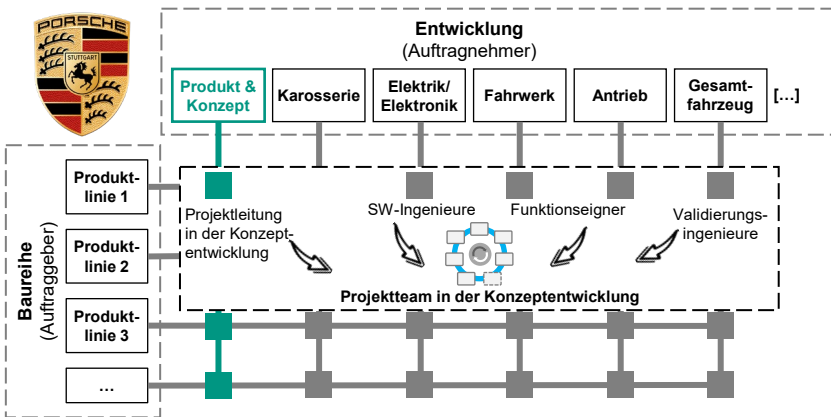 PORSCHE
STUTTGART
Entwicklung
(Auftragnehmer)
Produkt &
Konzept
Karosserie
Elektrik/
Elektronik
Fahrwerk
Antrieb
Gesamt-
fahrzeug
[…]
Baureihe
(Auftraggeber)
Produkt-
linie 1
Produkt-
linie 2
Produkt-
linie 3
…
Projektleitung
in der Konzept-
entwicklung
SW-Ingenieure
Funktionseigner
Validierungs-
ingenieure
Projektteam in der Konzeptentwicklung